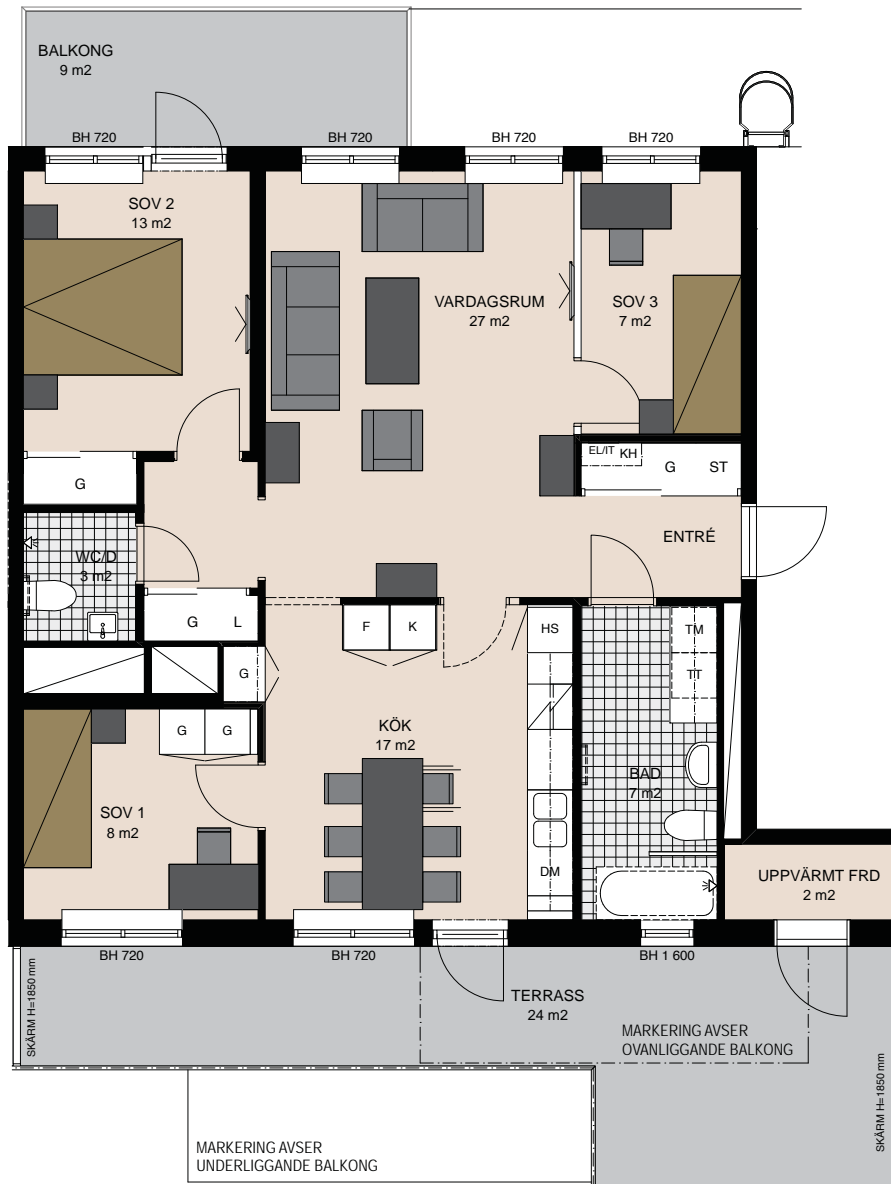 BALKONG
9 m2
BH 720
BH 720
BH 720
BH 720
SOV 2
13 m2
VARDAGSRUM
27 m2
SOV 3
7 m2
G
EL/IT
KH
G
ST
WC/D
3 m2
ENTRÉ
G
L
F
K
HS
TM
TT
G
G
G
KÖK
17 m2
BAD
7 m2
SOV 1
8 m2
DM
UPPVÄRMT FRD
2 m2
BH 720
BH 720
BH 1 600
SKÄRM H=1850 mm
TERRASS
24 m2
MARKERING AVSER
OVANLIGGANDE BALKONG
SKÄRM H=1850 mm
MARKERING AVSER
UNDERLIGGANDE BALKONG